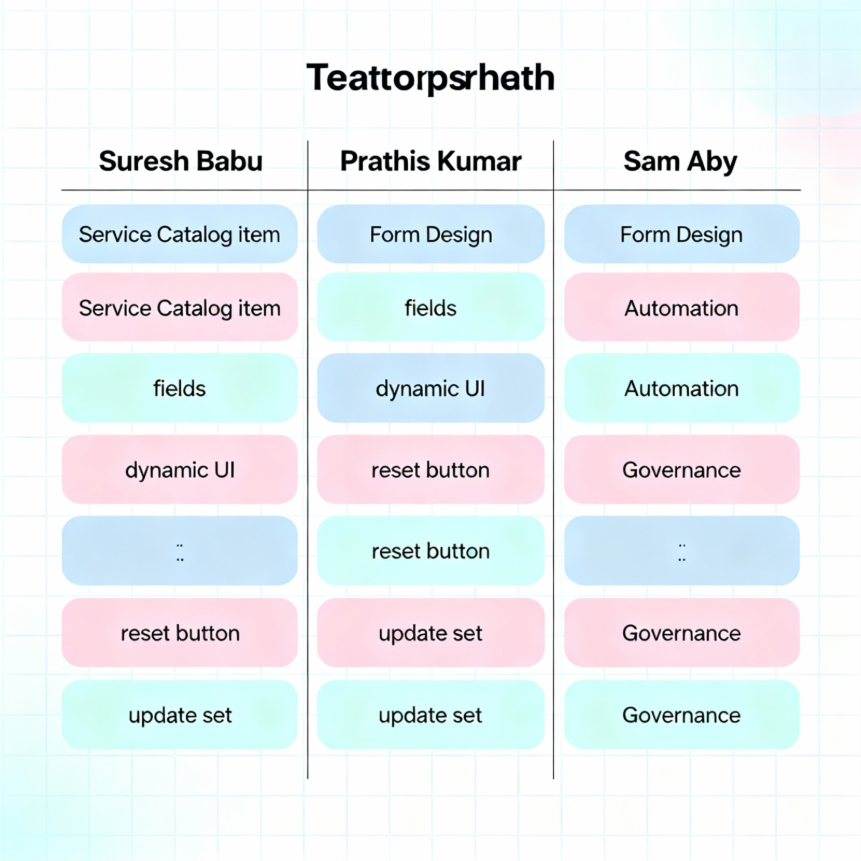 Teattorpsrheath
Suresh Babu Prathis Kumar Sam Aby
Service Catalog item Form Design Form Design
Service Catalog item fields Automation
fields dynamic UI Automation
dynamic UI reset button Governance
:: reset button ::
reset button update set Governance
update set update set Governance